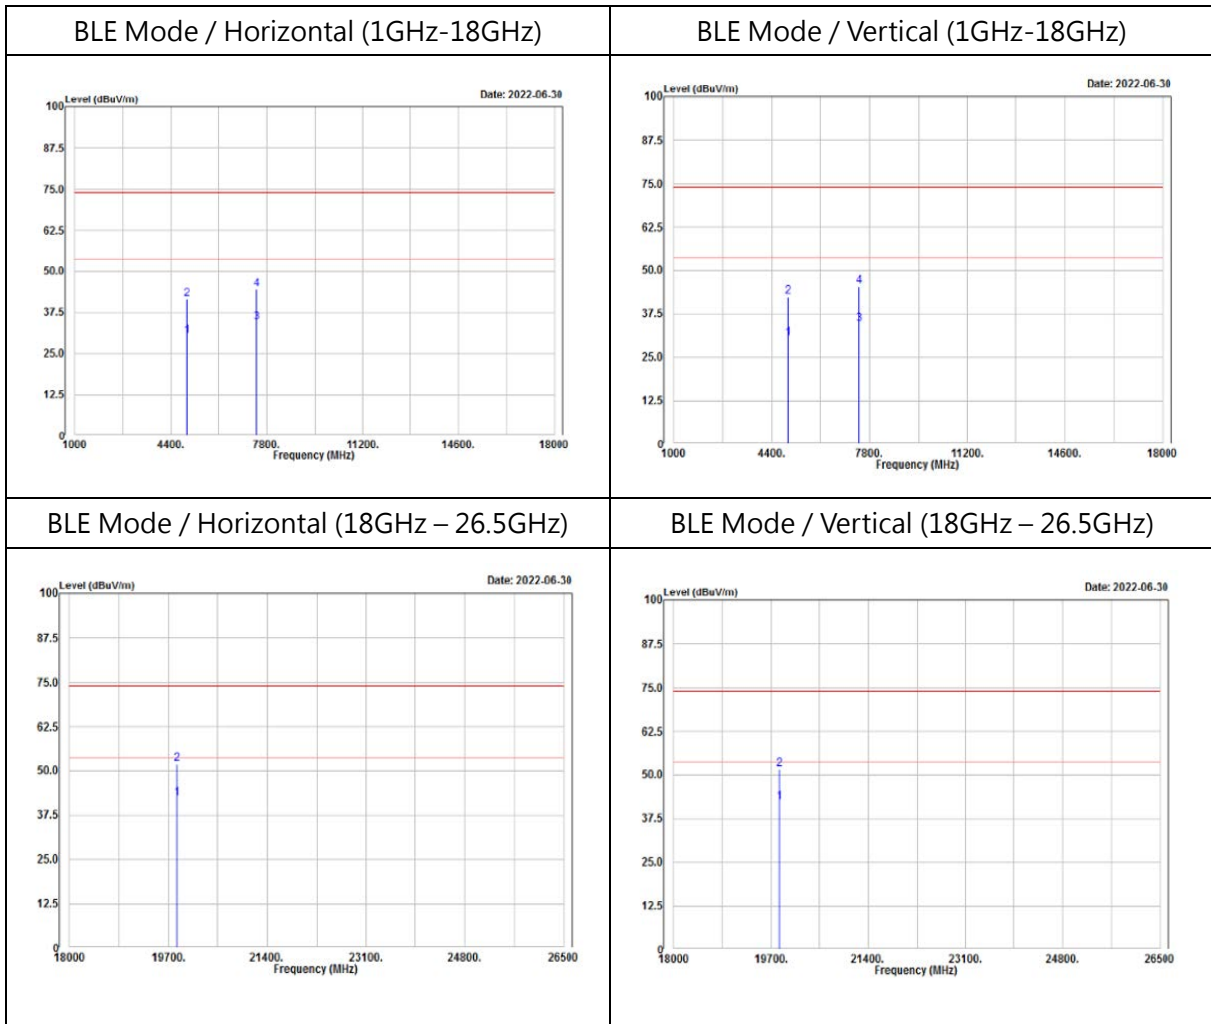 BLE Mode / Horizontal (1GHz-18GHz)
BLE Mode / Vertical (1GHz-18GHz)
Level (dBuV/m)
Date: 2022-06-30
100
87.5
75.0
62.5
50.0
37.5
25.0
12.5
0
2
1
4
3
1000 4400. 7800. 11200. 14600. 18000
Frequency (MHz)
Level (dBuV/m)
Date: 2022-06-30
100
87.5
75.0
62.5
50.0
37.5
25.0
12.5
0
2
1
4
3
1000 4400. 7800. 11200. 14600. 18000
Frequency (MHz)
BLE Mode / Horizontal (18GHz – 26.5GHz)
BLE Mode / Vertical (18GHz – 26.5GHz)
Level (dBuV/m)
Date: 2022-06-30
100
87.5
75.0
62.5
50.0
37.5
25.0
12.5
0
2
1
18000 19700. 21400. 23100. 24800. 26500
Frequency (MHz)
Level (dBuV/m)
Date: 2022-06-30
100
87.5
75.0
62.5
50.0
37.5
25.0
12.5
0
2
1
18000 19700. 21400. 23100. 24800. 26500
Frequency (MHz)